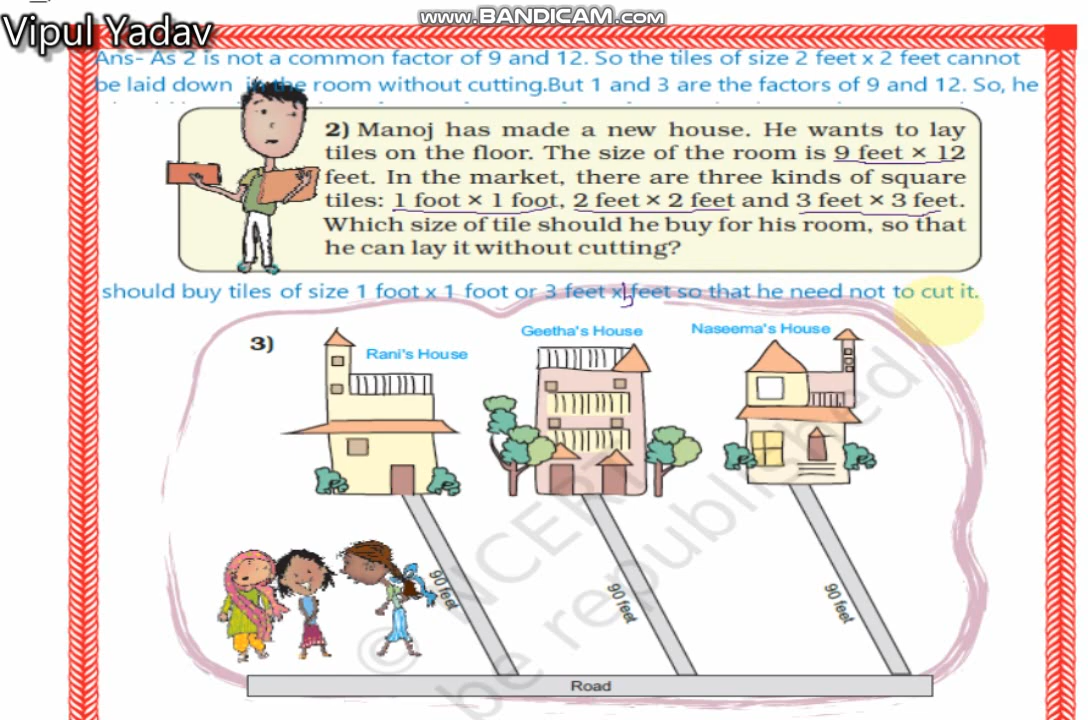 www.BANDICAM.com
Vipul Yadav
Ans- As 2 is not a common factor of 9 and 12. So the tiles of size 2 feet x 2 feet cannot
be laid down in the room without cutting.But 1 and 3 are the factors of 9 and 12. So, he
2) Manoj has made a new house. He wants to lay
tiles on the floor. The size of the room is 9 feet × 12
feet. In the market, there are three kinds of square
tiles: 1 foot × 1 foot, 2 feet × 2 feet and 3 feet × 3 feet.
Which size of tile should he buy for his room, so that
he can lay it without cutting?
should buy tiles of size 1 foot x 1 foot or 3 feet x 3 feet so that he need not to cut it.
3)
Rani's House
Geetha's House
Naseema's House
90 feet
90 feet
90 feet
Road
© NCERT
be republished